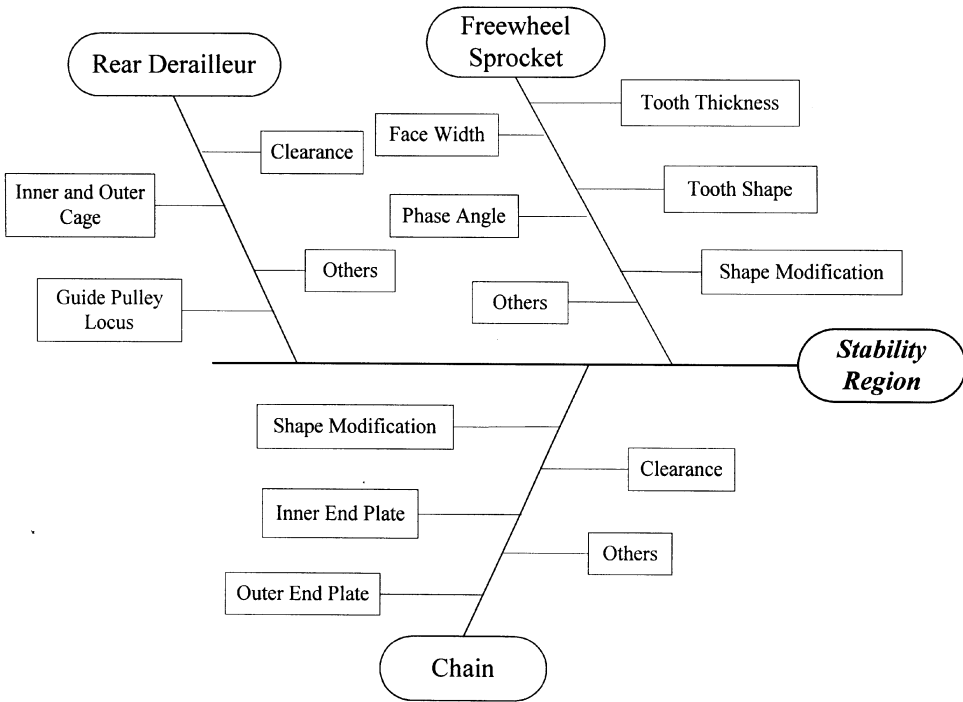 Freewheel
Sprocket
Rear Derailleur
Tooth Thickness
Face Width
Clearance
Inner and Outer
Cage
Tooth Shape
Phase Angle
Others
Shape Modification
Guide Pulley
Locus
Others
Stability
Region
Shape Modification
Clearance
Inner End Plate
Others
Outer End Plate
Chain